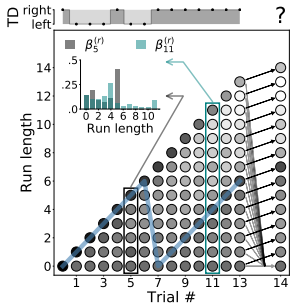 TD right
left
?
β₅⁽ʳ⁾ β₁₁⁽ʳ⁾
.5
.0
0 2 4 6 8 10
Run length
14
12
10
8
6
4
2
0
Run length
1 3 5 7 9 11 13 14
Trial #